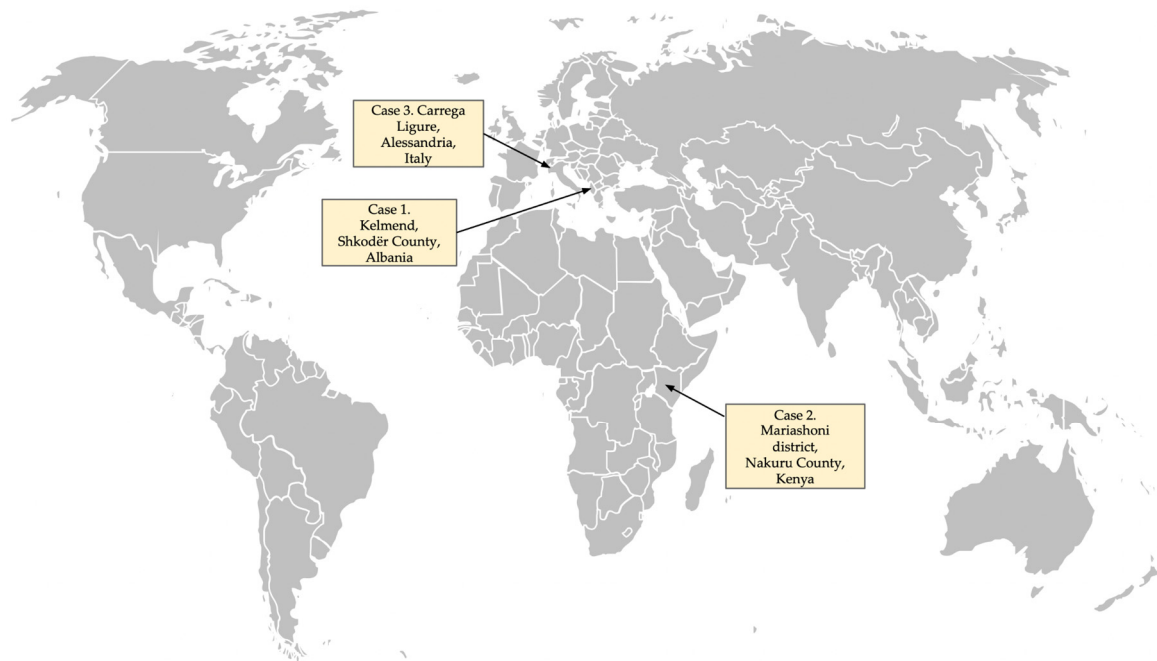 Case 3. Carrega
Ligure,
Alessandria,
Italy
Case 1.
Kelmend,
Shkodër County,
Albania
Case 2.
Mariashoni
district,
Nakuru County,
Kenya